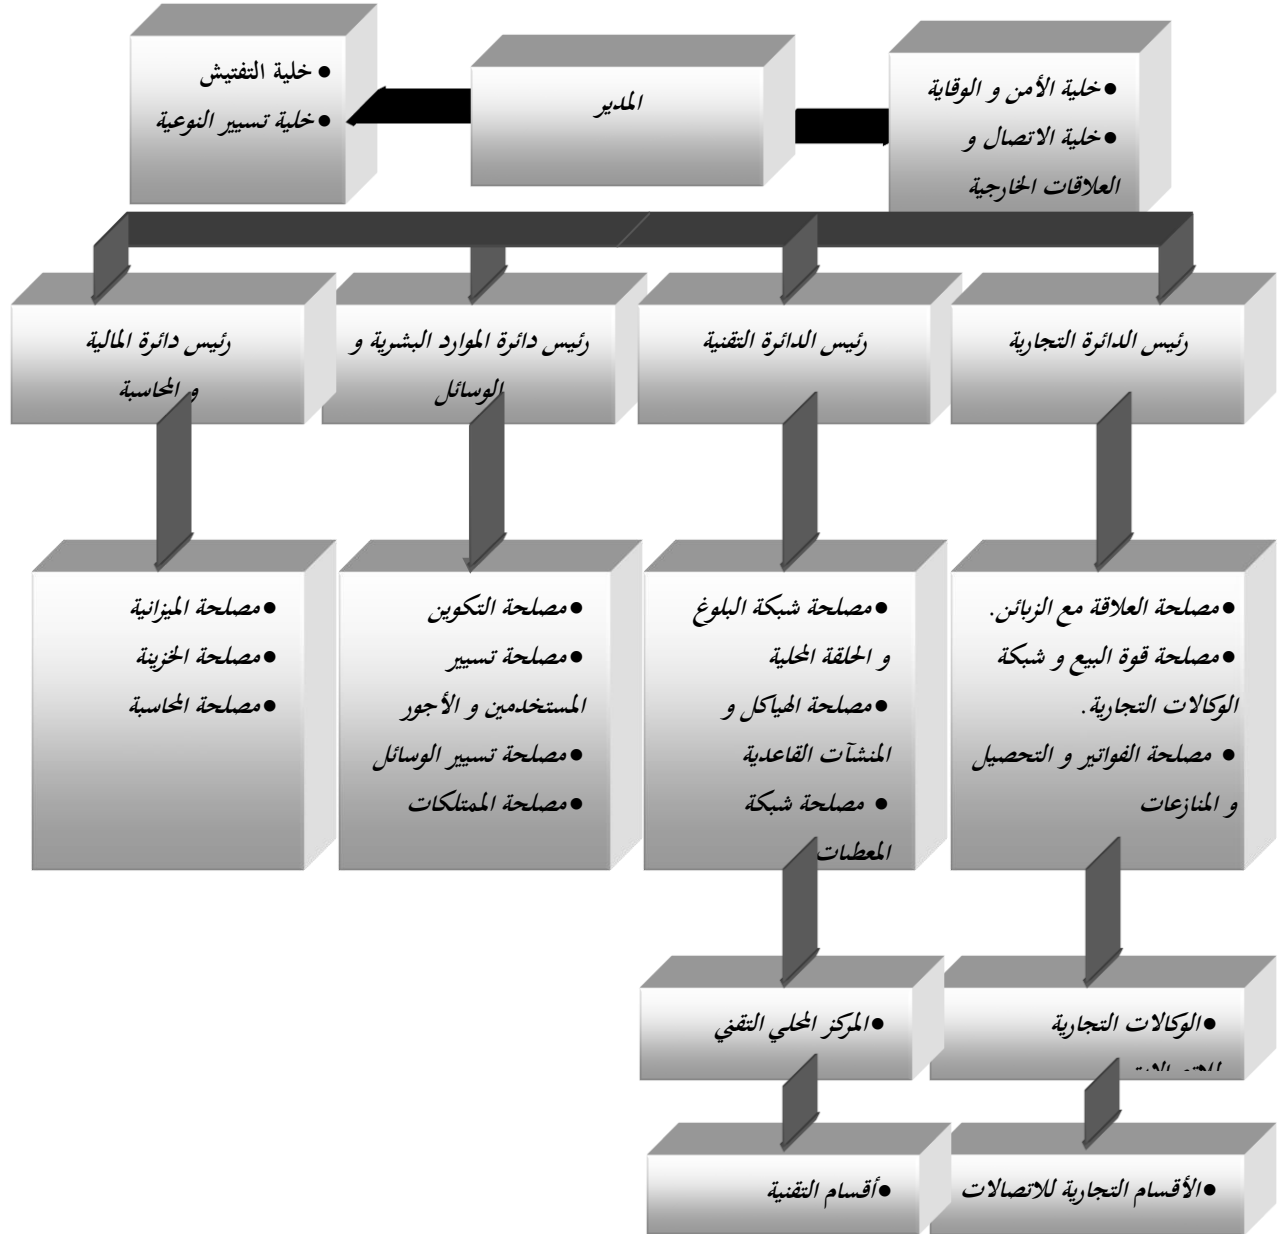 • خلية الأمن و الوقاية
• خلية الاتصال و
العلاقات الخارجية
المدير
• خلية التفتيش
• خلية تسيير النوعية
رئيس الدائرة التجارية
رئيس الدائرة التقنية
رئيس دائرة الموارد البشرية و
الوسائل
رئيس دائرة المالية
و المحاسبة
• مصلحة العلاقة مع الزبائن.
• مصلحة قوة البيع و شبكة
الوكالات التجارية.
• مصلحة الفواتير و التحصيل
و المنازعات
• مصلحة شبكة البلوغ
و الحلقة المحلية
• مصلحة الهياكل و
المنشآت القاعدية
• مصلحة شبكة
المعطيات
• مصلحة التكوين
• مصلحة تسيير
المستخدمين و الأجور
• مصلحة تسيير الوسائل
• مصلحة الممتلكات
• مصلحة الميزانية
• مصلحة الخزينة
• مصلحة المحاسبة
• الوكالات التجارية
• المركز المحلي التقني
• الأقسام التجارية للاتصالات
• أقسام التقنية